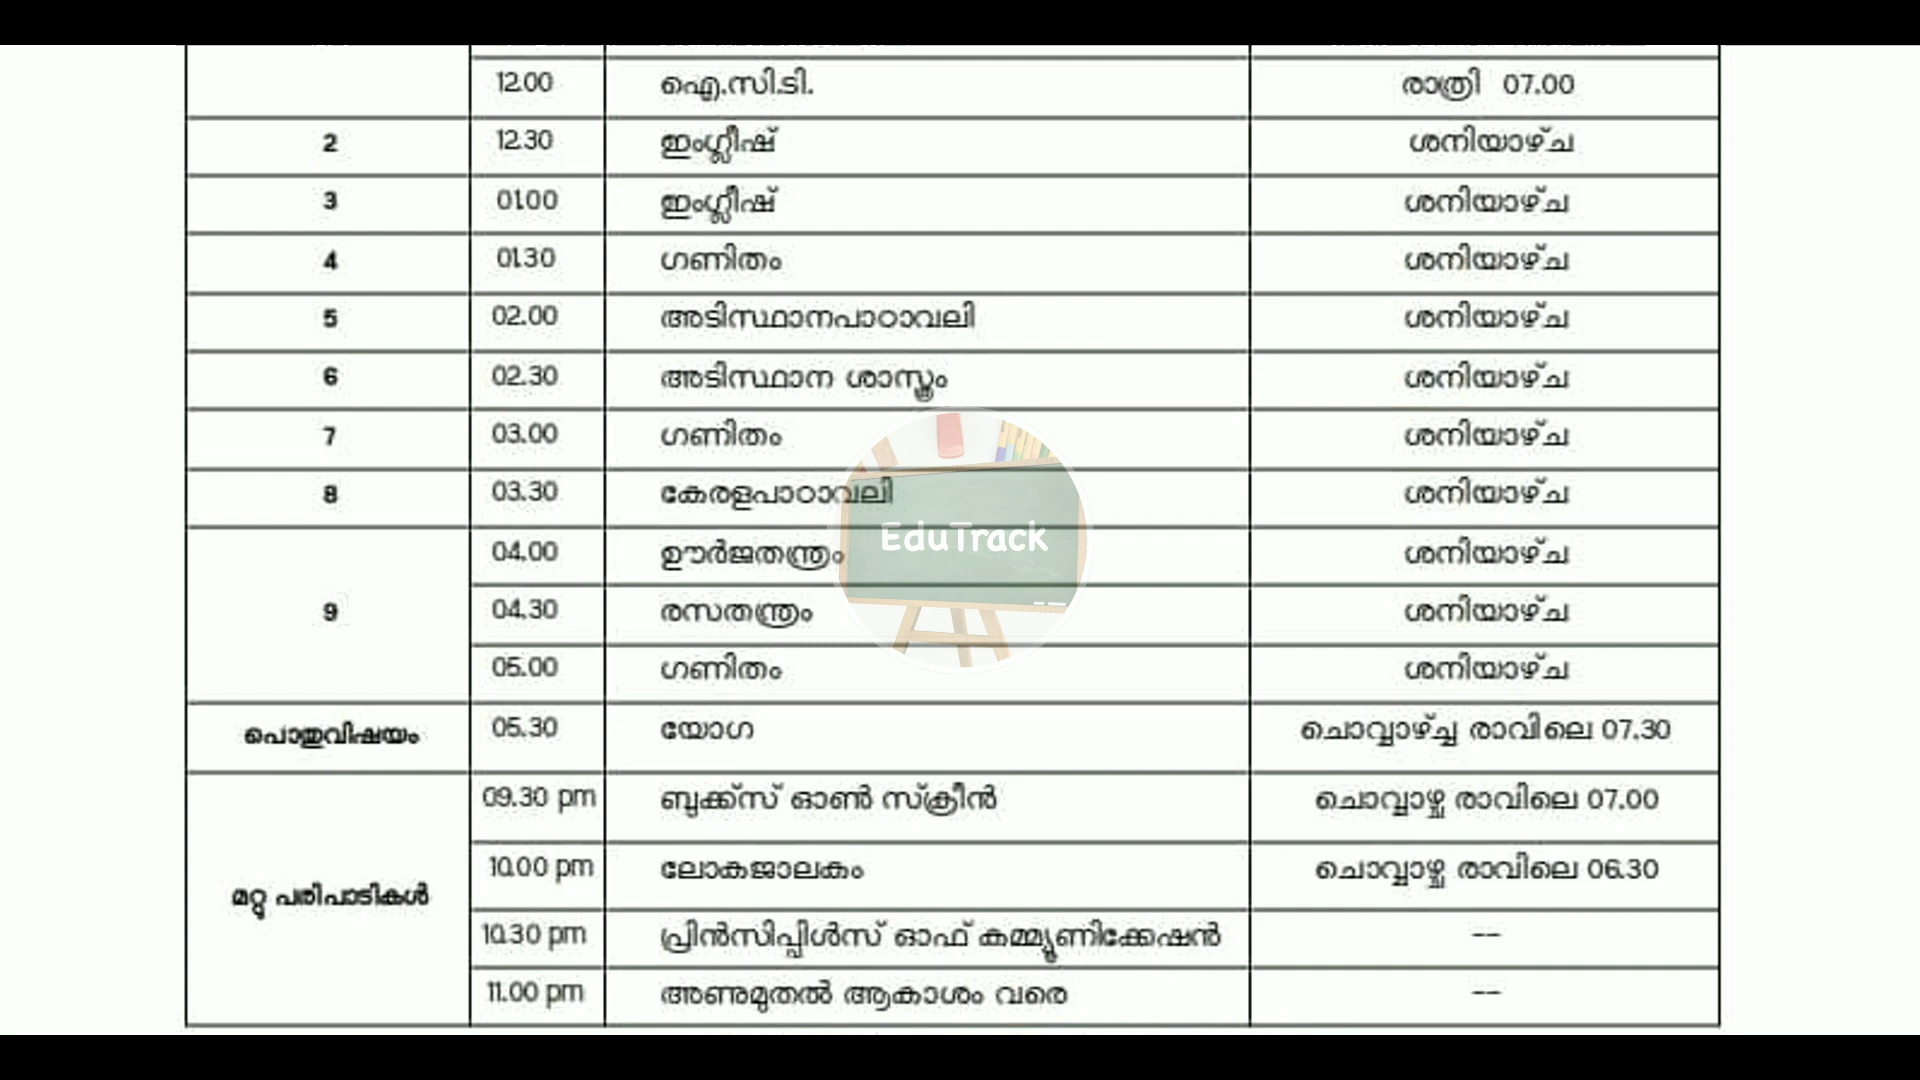 12.00 ഐ.സി.ടി. രാത്രി 07.00
2 12.30 ഇംഗ്ലീഷ് ശനിയാഴ്ച
3 01.00 ഇംഗ്ലീഷ് ശനിയാഴ്ച
4 01.30 ഗണിതം ശനിയാഴ്ച
5 02.00 അടിസ്ഥാനപാഠാവലി ശനിയാഴ്ച
6 02.30 അടിസ്ഥാന ശാസ്ത്രം ശനിയാഴ്ച
7 03.00 ഗണിതം ശനിയാഴ്ച
8 03.30 കേരളപാഠാവലി ശനിയാഴ്ച
04.00 ഊർജതന്ത്രം ശനിയാഴ്ച
EduTrack
9 04.30 രസതന്ത്രം ശനിയാഴ്ച
05.00 ഗണിതം ശനിയാഴ്ച
പൊതുവിഷയം 05.30 യോഗ ചൊവ്വാഴ്ച്ച രാവിലെ 07.30
09.30 pm ബുക്ക്സ് ഓൺ സ്ക്രീൻ ചൊവ്വാഴ്ച രാവിലെ 07.00
10.00 pm ലോകജാലകം ചൊവ്വാഴ്ച രാവിലെ 06.30
മറ്റു പരിപാടികൾ
10.30 pm പ്രിൻസിപ്പിൾസ് ഓഫ് കമ്മ്യൂണിക്കേഷൻ --
11.00 pm അണുമുതൽ ആകാശം വരെ --